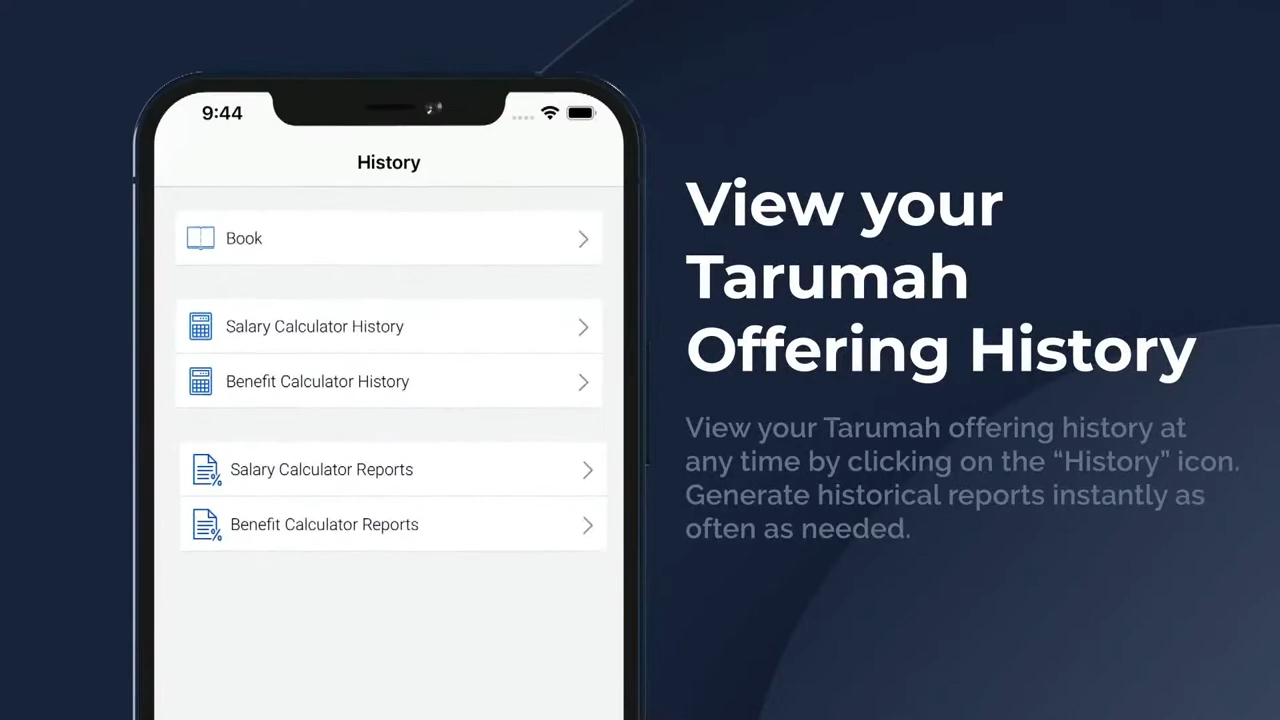 9:44
History
Book
Salary Calculator History
Benefit Calculator History
Salary Calculator Reports
Benefit Calculator Reports
View your
Tarumah
Offering History
View your Tarumah offering history at
any time by clicking on the “History” icon.
Generate historical reports instantly as
often as needed.